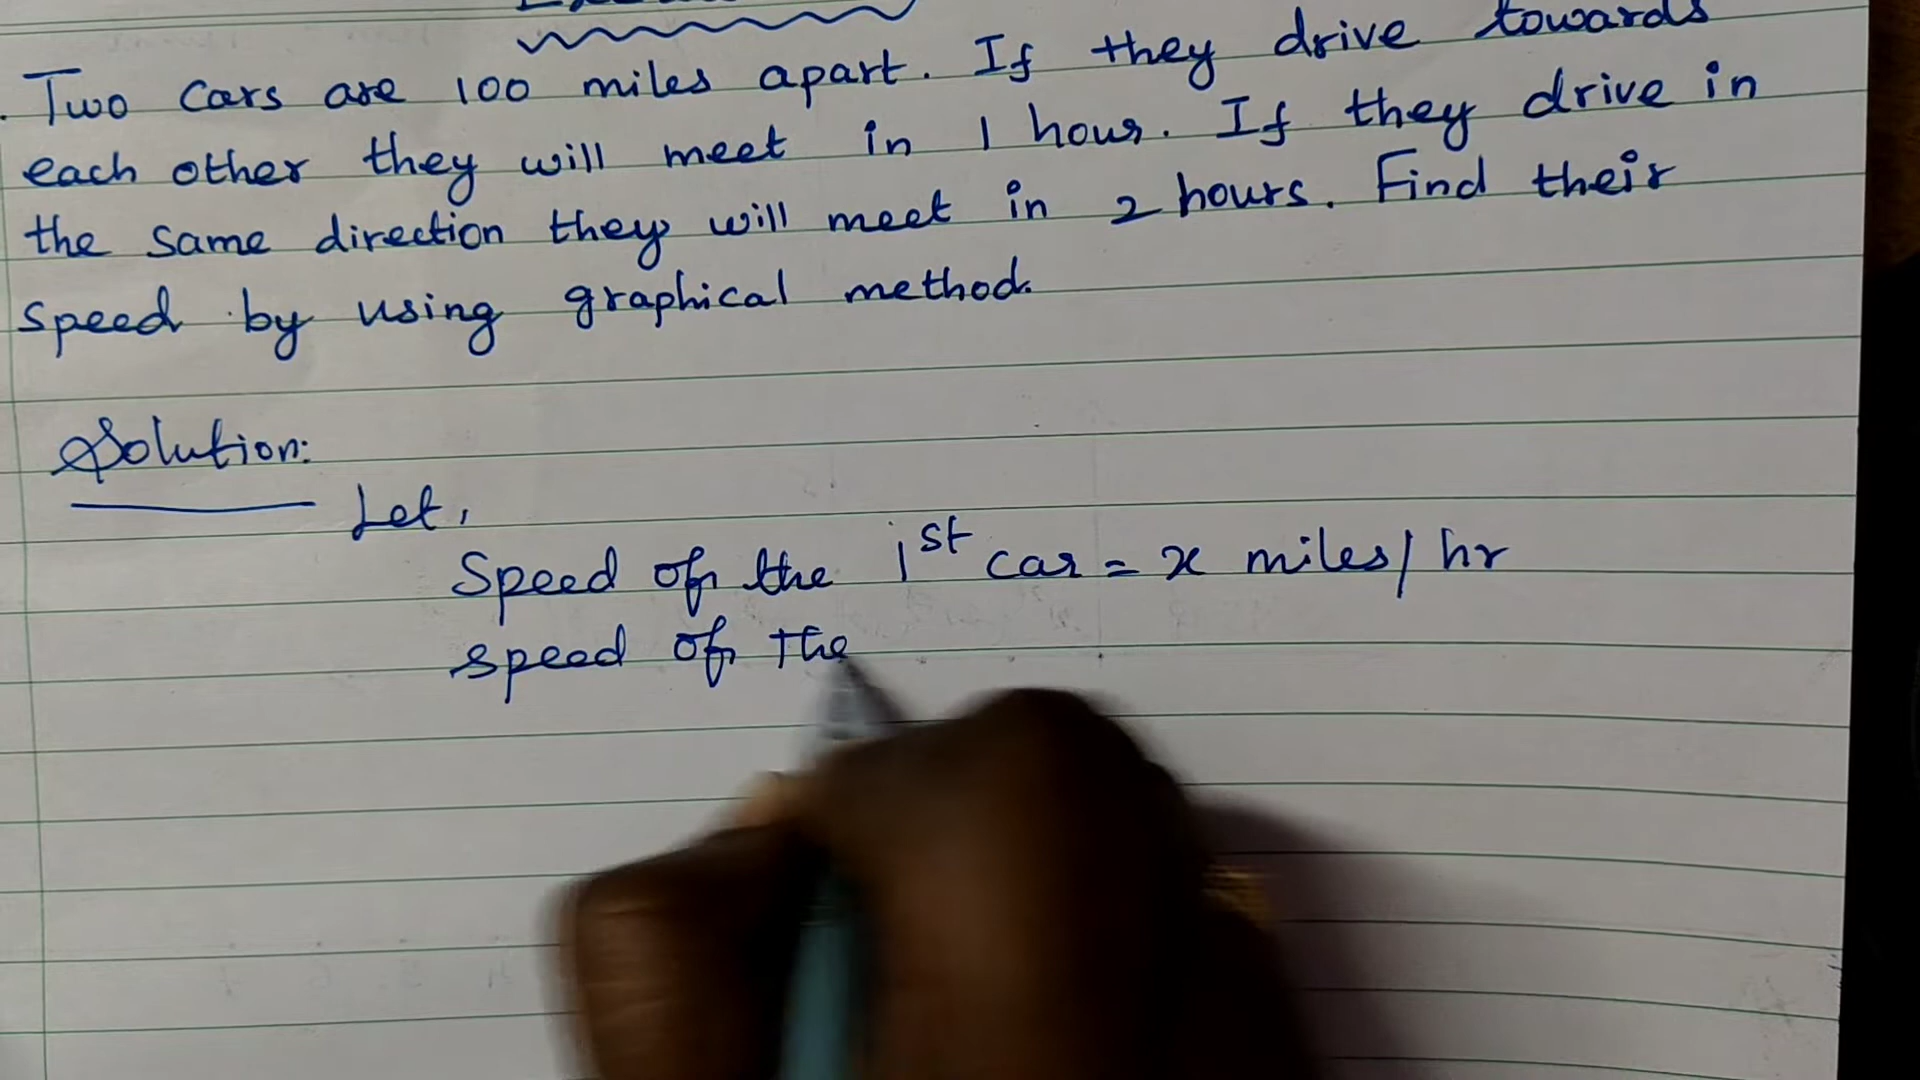 Two cars are 100 miles apart. If they drive towards
each other they will meet in 1 hour. If they drive in
the same direction they will meet in 2 hours. Find their
speed by using graphical method.
Solution:
Let,
Speed of the 1st car = x miles/hr
speed of the